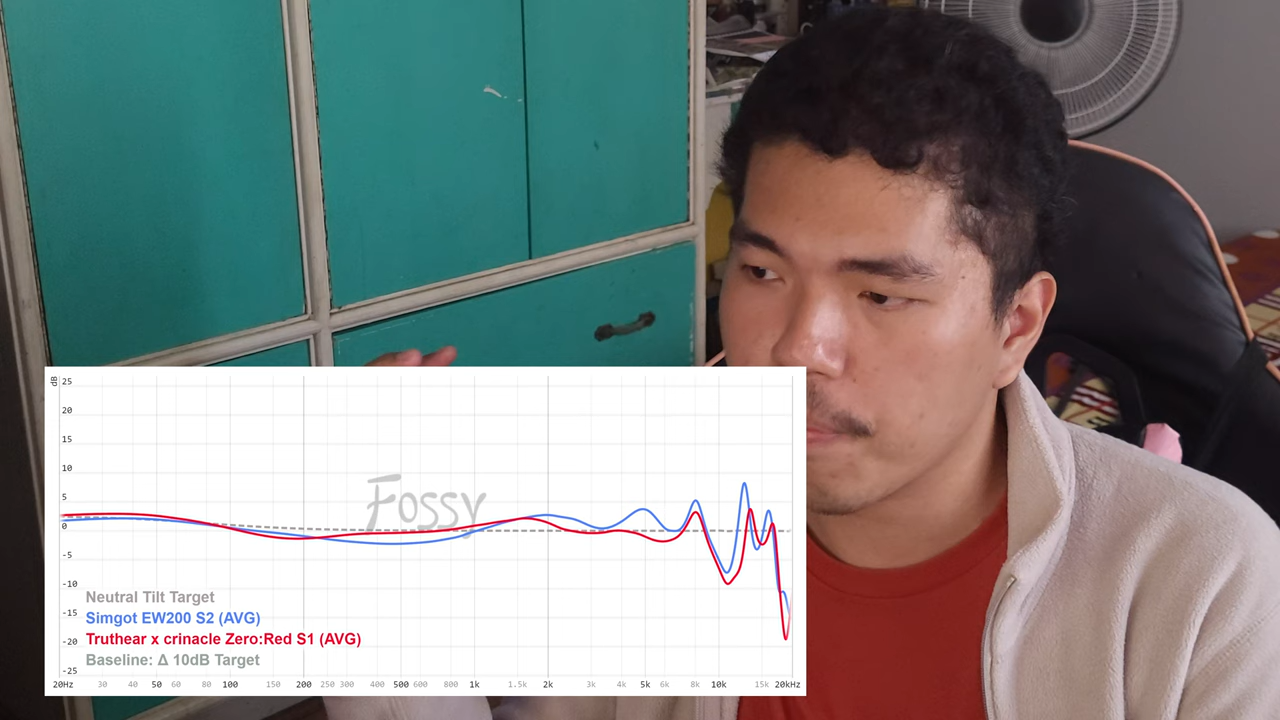 dB
25
20
15
10
5
0
-5
-10
-15
-20
-25
Fossy
Neutral Tilt Target
Simgot EW200 S2 (AVG)
Truthear x crinacle Zero:Red S1 (AVG)
Baseline: Δ 10dB Target
20Hz 30 40 50 60 80 100 150 200 250 300 400 500 600 800 1k 1.5k 2k 3k 4k 5k 6k 8k 10k 15k 20kHz